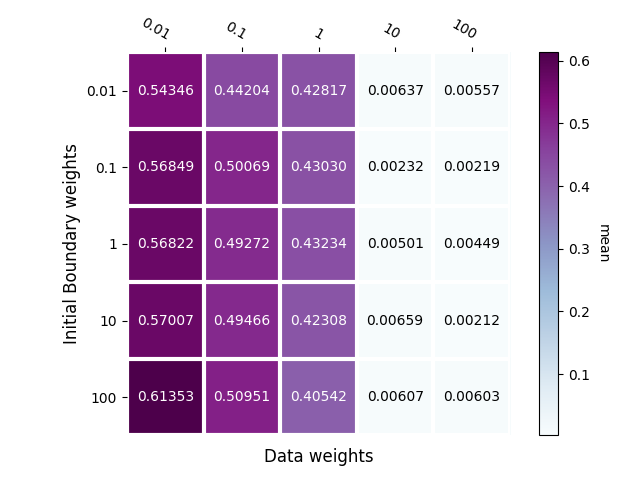 0.01 0.1 1 10 100
0.01 0.54346 0.44204 0.42817 0.00637 0.00557
0.1 0.56849 0.50069 0.43030 0.00232 0.00219
1 0.56822 0.49272 0.43234 0.00501 0.00449
10 0.57007 0.49466 0.42308 0.00659 0.00212
100 0.61353 0.50951 0.40542 0.00607 0.00603
Initial Boundary weights
Data weights
0.6
0.5
0.4
0.3
0.2
0.1
mean